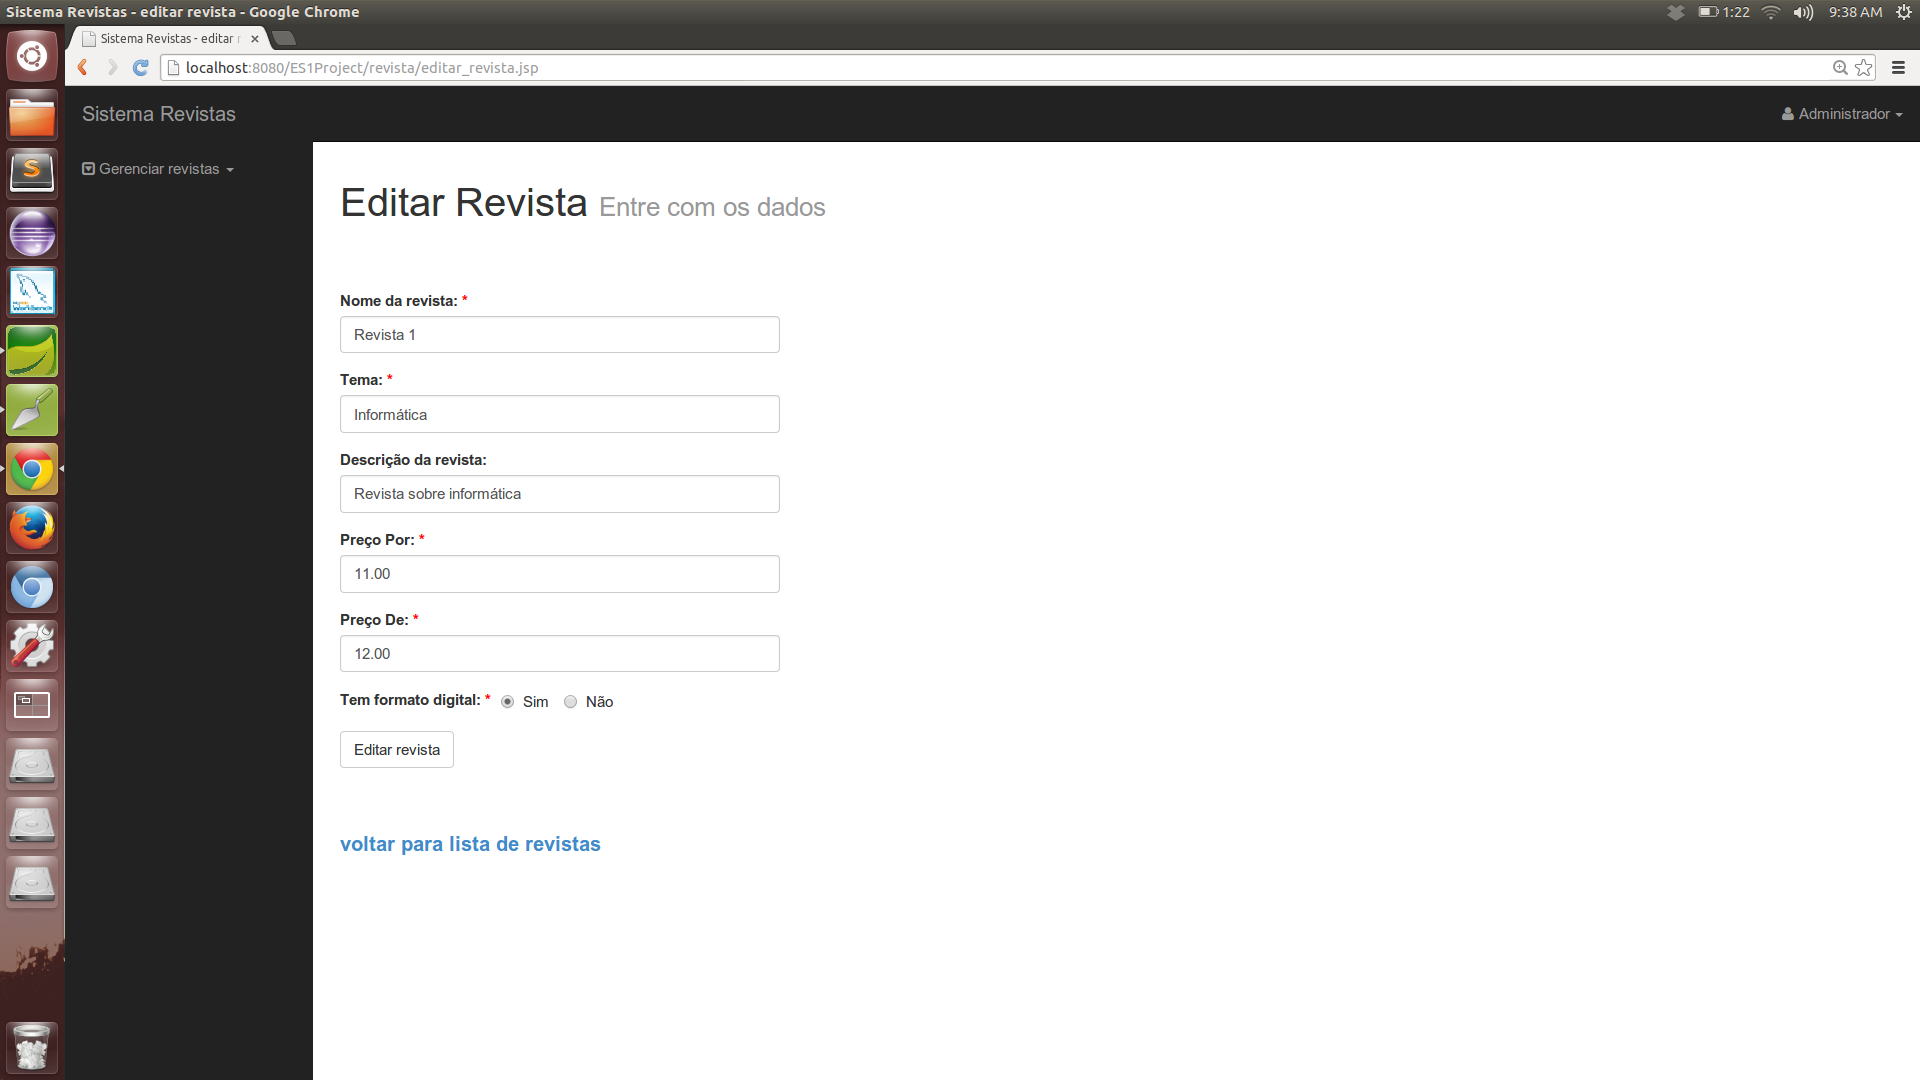 Sistema Revistas - editar revista - Google Chrome
1:22
9:38 AM
Sistema Revistas - editar r
localhost:8080/ES1Project/revista/editar_revista.jsp
Sistema Revistas
Administrador
Gerenciar revistas
Editar Revista Entre com os dados
Nome da revista: *
Revista 1
Tema: *
Informática
Descrição da revista:
Revista sobre informática
Preço Por: *
11.00
Preço De: *
12.00
Tem formato digital: * Sim Não
Editar revista
voltar para lista de revistas